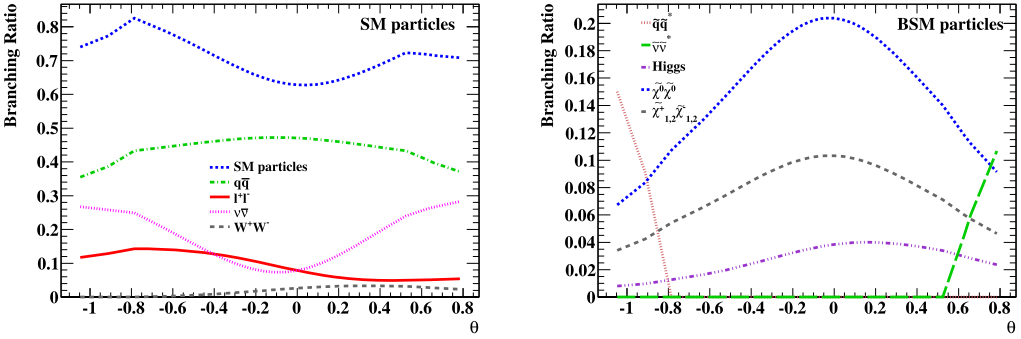 SM particles
Branching Ratio
0.8
0.7
0.6
0.5
0.4
0.3
0.2
0.1
0
SM particles
qq̅
l⁺l⁻
νν̅
W⁺W⁻
-1 -0.8 -0.6 -0.4 -0.2 0 0.2 0.4 0.6 0.8
θ
BSM particles
Branching Ratio
0.2
0.18
0.16
0.14
0.12
0.1
0.08
0.06
0.04
0.02
0
q̃q̃*
ν̃ν̃*
Higgs
χ̃⁰χ̃⁰
χ̃⁺₁,₂χ̃⁻₁,₂
-1 -0.8 -0.6 -0.4 -0.2 0 0.2 0.4 0.6 0.8
θ